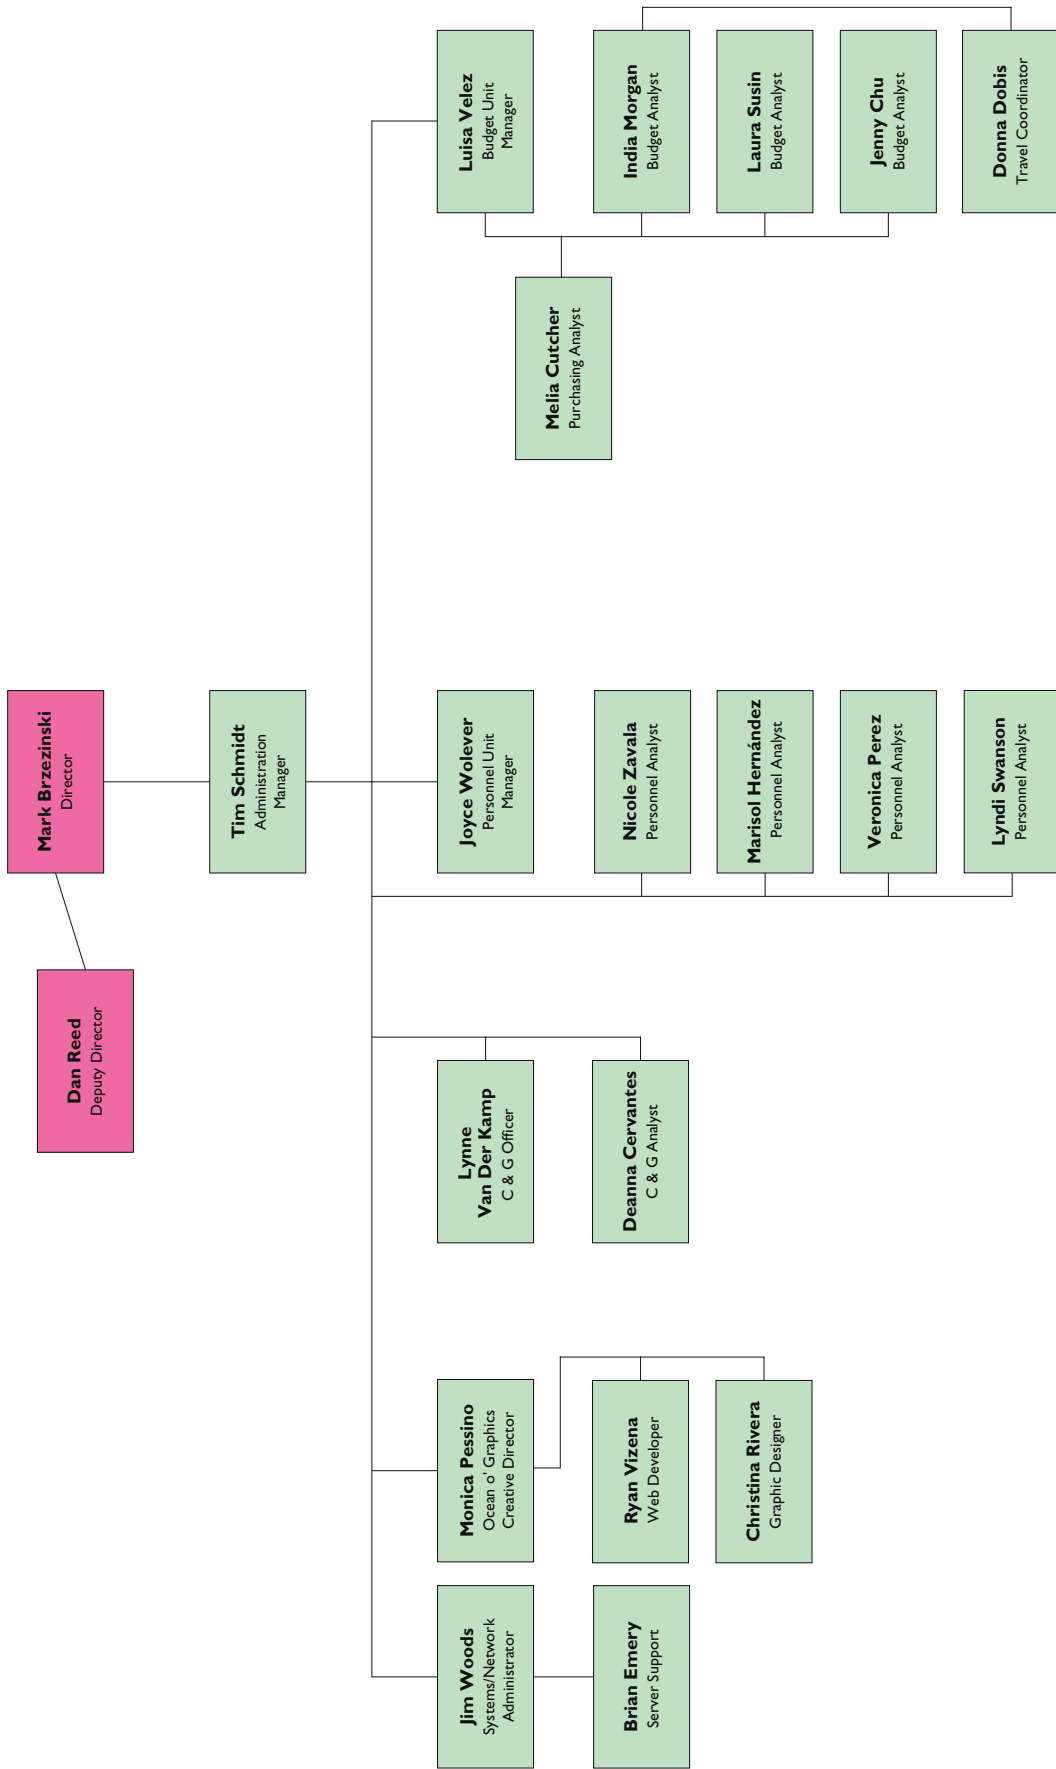 Mark Brzezinski
Director
Dan Reed
Deputy Director
Tim Schmidt
Administration
Manager
Jim Woods
Systems/Network
Administrator
Brian Emery
Server Support
Monica Pessino
Ocean o' Graphics
Creative Director
Ryan Vizena
Web Developer
Christina Rivera
Graphic Designer
Lynne
Van Der Kamp
C & G Officer
Deanna Cervantes
C & G Analyst
Joyce Wolever
Personnel Unit
Manager
Nicole Zavala
Personnel Analyst
Marisol Hernández
Personnel Analyst
Veronica Perez
Personnel Analyst
Lyndi Swanson
Personnel Analyst
Melia Cutcher
Purchasing Analyst
Luisa Velez
Budget Unit
Manager
India Morgan
Budget Analyst
Laura Susin
Budget Analyst
Jenny Chu
Budget Analyst
Donna Dobis
Travel Coordinator